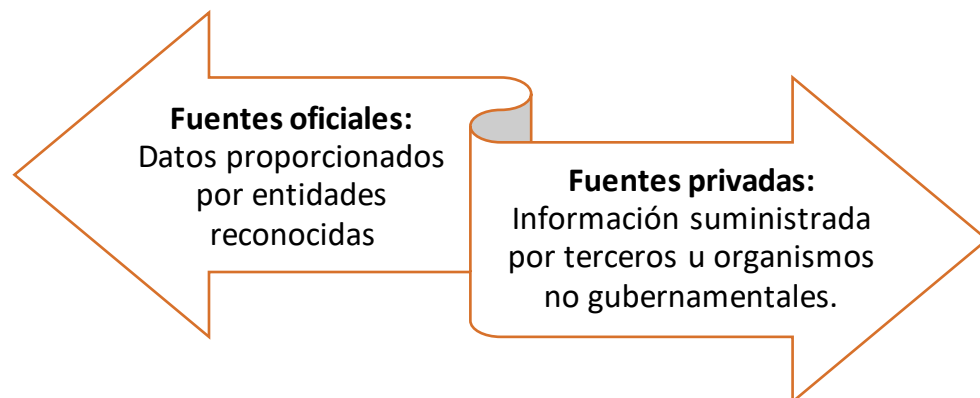 Fuentes oficiales:
Datos proporcionados
por entidades
reconocidas
Fuentes privadas:
Información suministrada
por terceros u organismos
no gubernamentales.